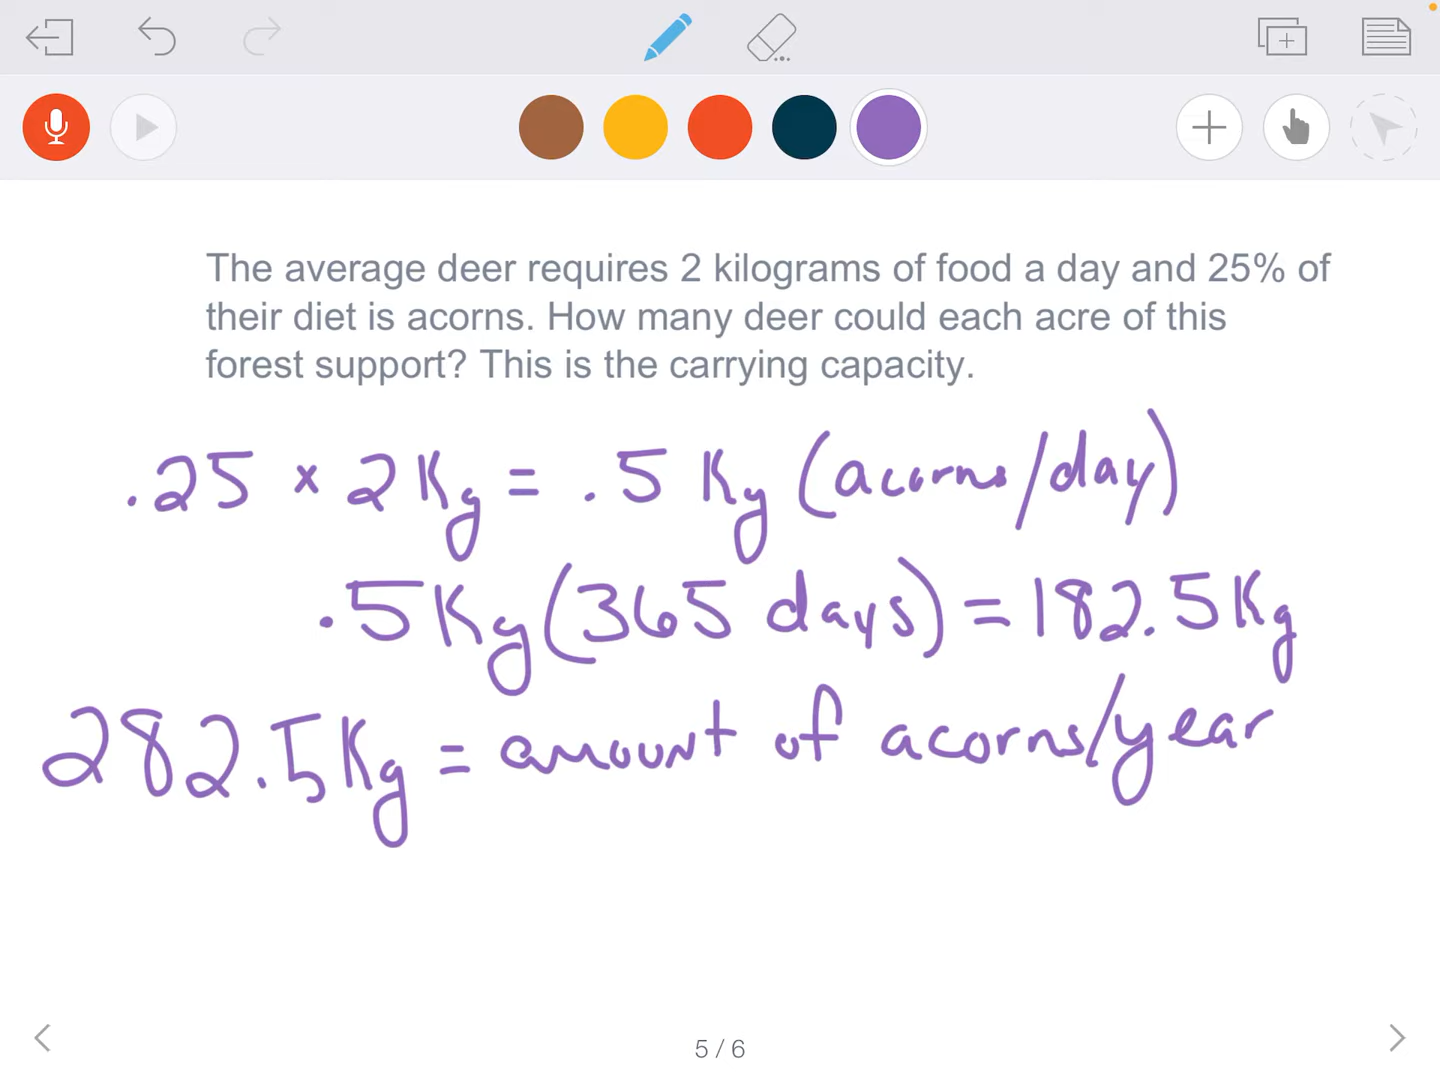 The average deer requires 2 kilograms of food a day and 25% of
their diet is acorns. How many deer could each acre of this
forest support? This is the carrying capacity.
.25 × 2 Kg = .5 Kg (acorns/day)
.5 Kg (365 days) = 182.5 Kg
282.5 Kg = amount of acorns/year
5 / 6